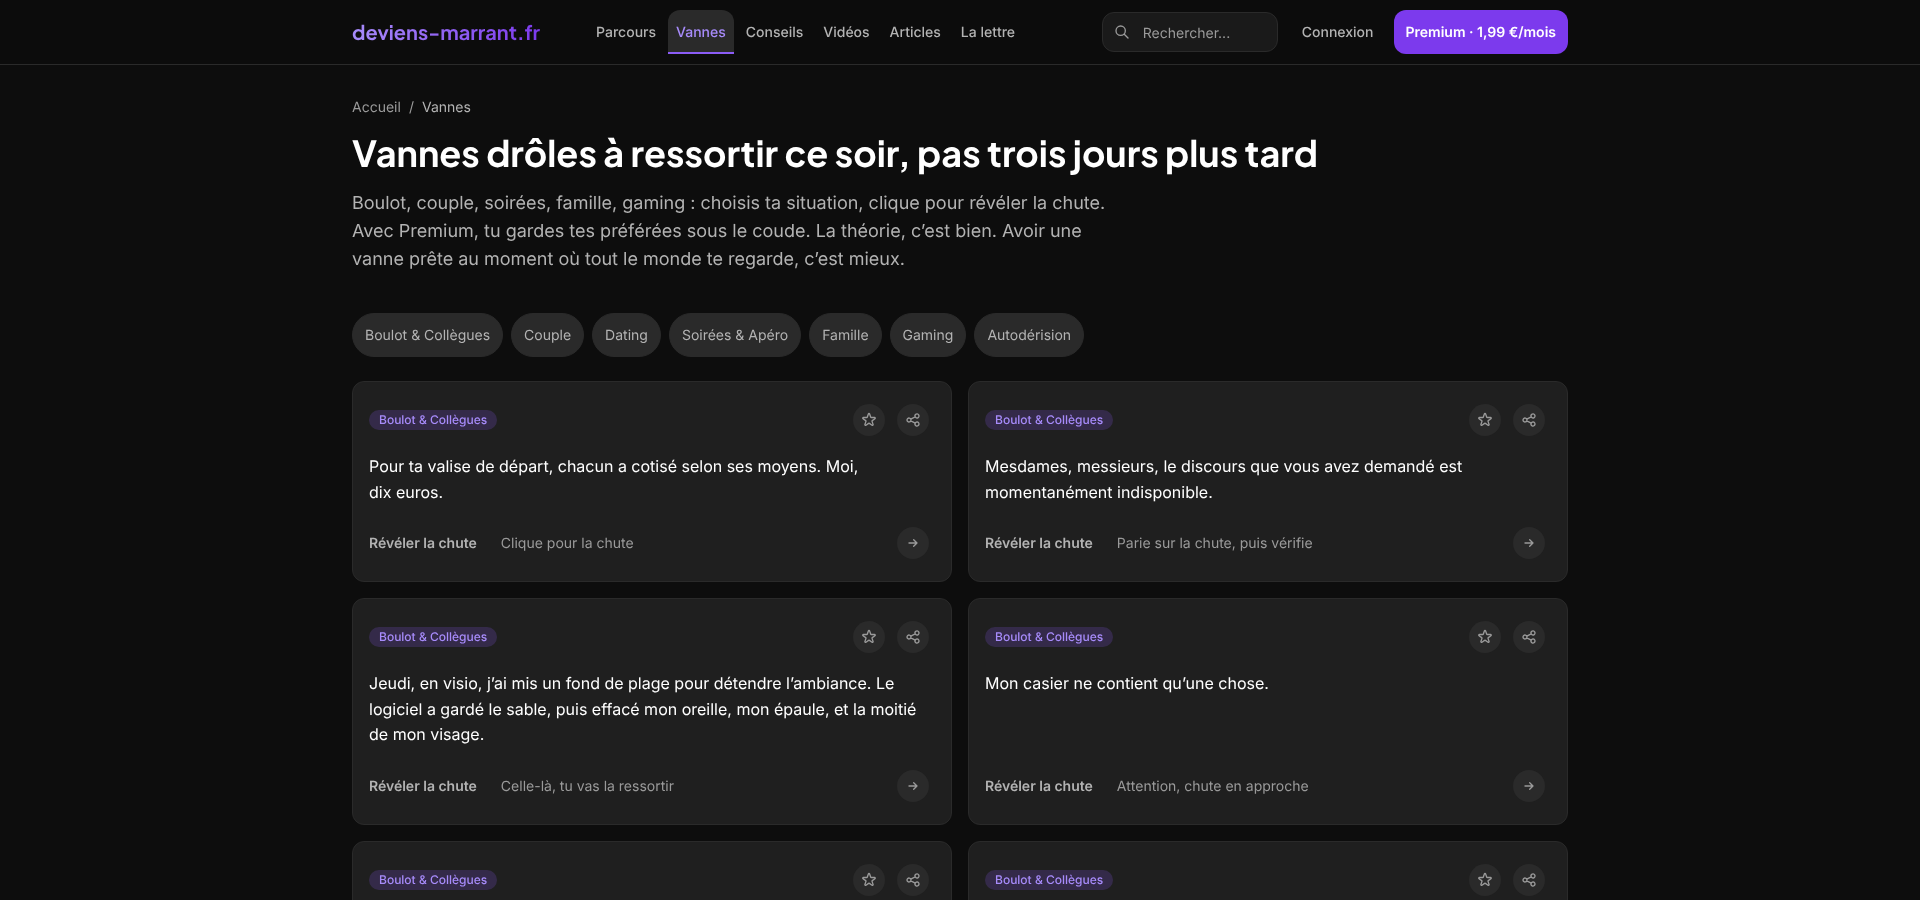 deviens-marrant.fr
Parcours
Vannes
Conseils
Vidéos
Articles
La lettre
Rechercher...
Connexion
Premium · 1,99 €/mois
Accueil / Vannes
Vannes drôles à ressortir ce soir, pas trois jours plus tard
Boulot, couple, soirées, famille, gaming : choisis ta situation, clique pour révéler la chute.
Avec Premium, tu gardes tes préférées sous le coude. La théorie, c’est bien. Avoir une
vanne prête au moment où tout le monde te regarde, c’est mieux.
Boulot & Collègues
Couple
Dating
Soirées & Apéro
Famille
Gaming
Autodérision
Boulot & Collègues
Pour ta valise de départ, chacun a cotisé selon ses moyens. Moi,
dix euros.
Révéler la chute
Clique pour la chute
Boulot & Collègues
Mesdames, messieurs, le discours que vous avez demandé est
momentanément indisponible.
Révéler la chute
Parie sur la chute, puis vérifie
Boulot & Collègues
Jeudi, en visio, j’ai mis un fond de plage pour détendre l’ambiance. Le
logiciel a gardé le sable, puis effacé mon oreille, mon épaule, et la moitié
de mon visage.
Révéler la chute
Celle-là, tu vas la ressortir
Boulot & Collègues
Mon casier ne contient qu’une chose.
Révéler la chute
Attention, chute en approche
Boulot & Collègues
Boulot & Collègues